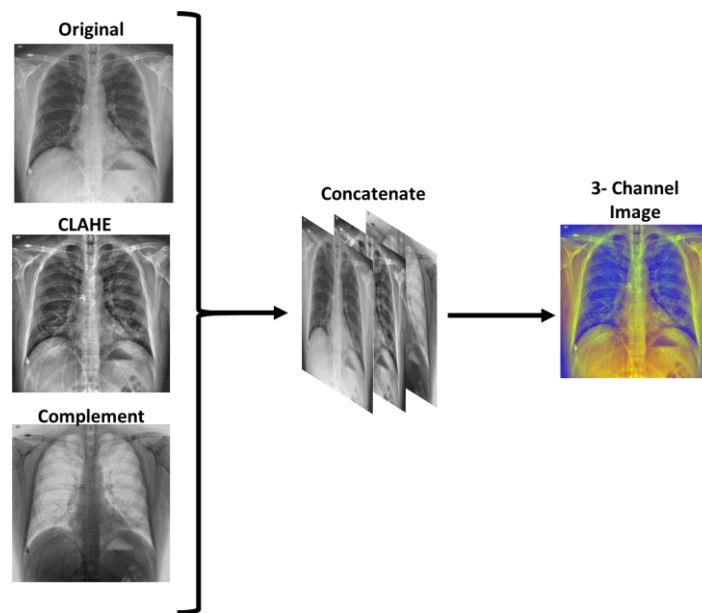 Original
CLAHE
Complement
Concatenate
3- Channel
Image